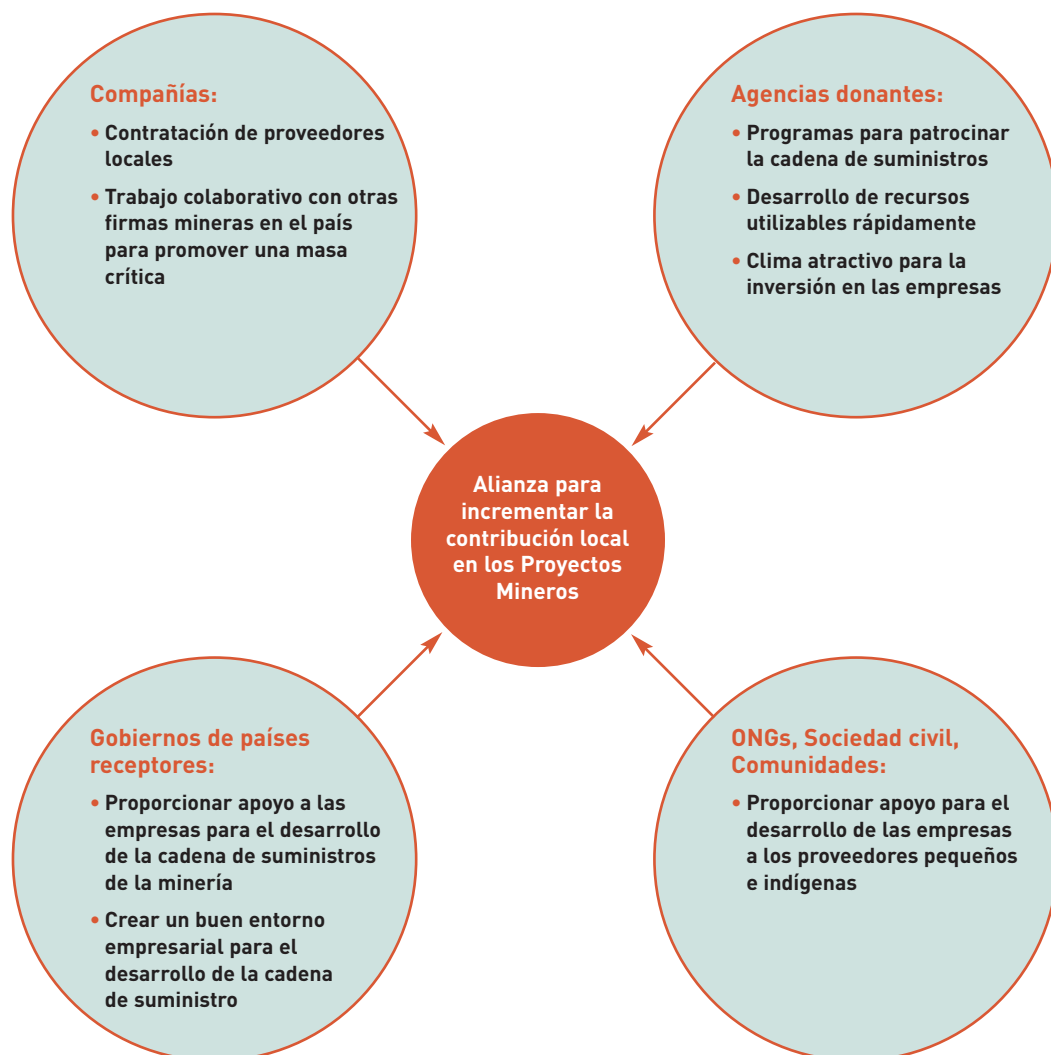 Compañías:
• Contratación de proveedores
locales
• Trabajo colaborativo con otras
firmas mineras en el país
para promover una masa
crítica
Agencias donantes:
• Programas para patrocinar
la cadena de suministros
• Desarrollo de recursos
utilizables rápidamente
• Clima atractivo para la
inversión en las empresas
Alianza para
incrementar la
contribución local
en los Proyectos
Mineros
Gobiernos de países
receptores:
• Proporcionar apoyo a las
empresas para el desarrollo
de la cadena de suministros
de la minería
• Crear un buen entorno
empresarial para el
desarrollo de la cadena
de suministro
ONGs, Sociedad civil,
Comunidades:
• Proporcionar apoyo para el
desarrollo de las empresas
a los proveedores pequeños
e indígenas